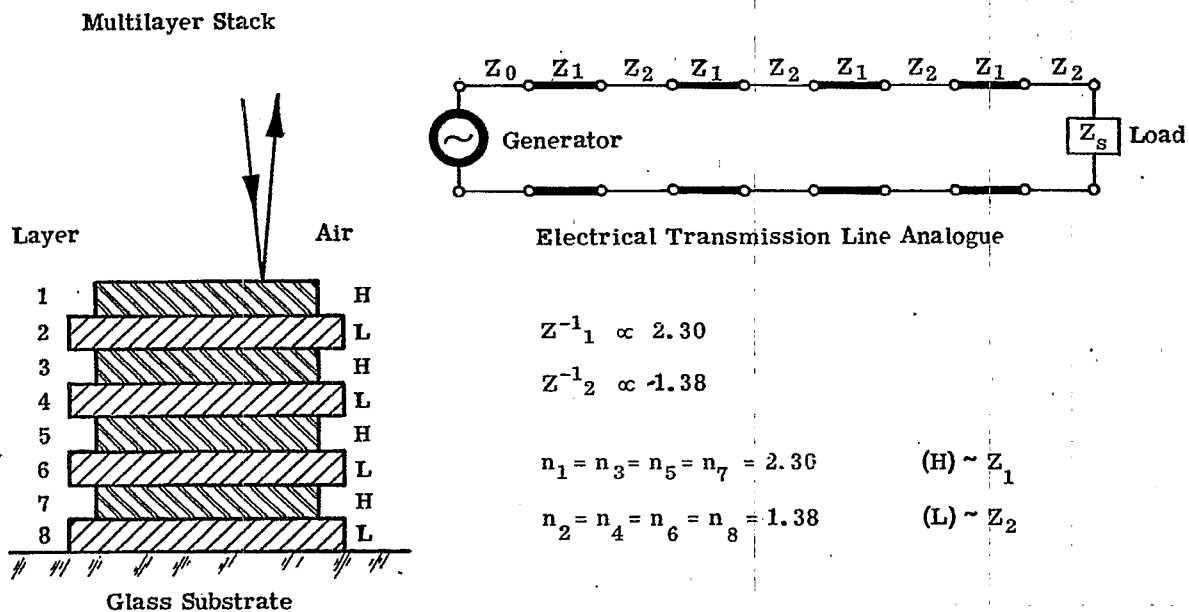 Multilayer Stack
Z0 Z1 Z2 Z1 Z2 Z1 Z2 Z1 Z2
Generator
Zs Load
Electrical Transmission Line Analogue
Layer Air
1 H
2 L
3 H
4 L
5 H
6 L
7 H
8 L
Glass Substrate
Z⁻¹₁ ∝ 2.30
Z⁻¹₂ ∝ 1.38
n₁ = n₃ = n₅ = n₇ = 2.30 (H) ~ Z₁
n₂ = n₄ = n₆ = n₈ = 1.38 (L) ~ Z₂